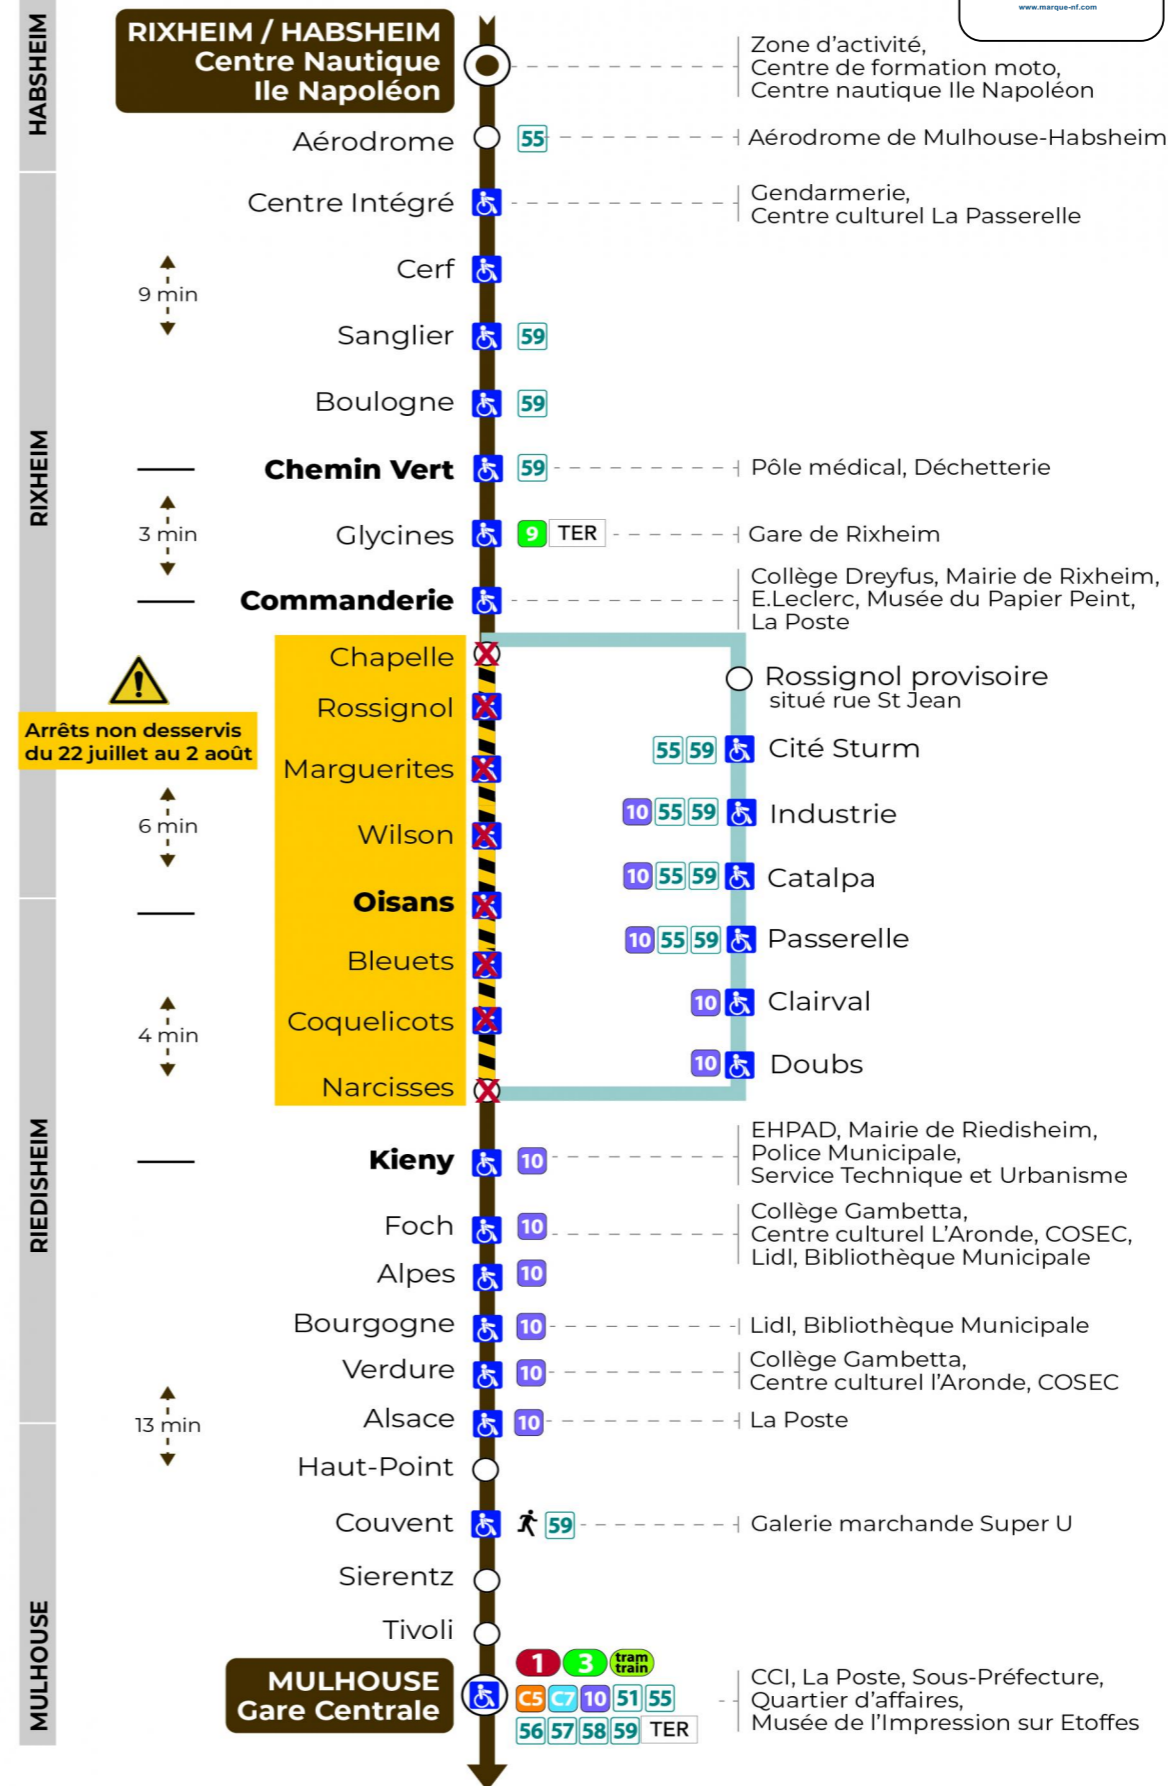 www.marque-nf.com
HABSHEIM
RIXHEIM / HABSHEIM
Centre Nautique
Ile Napoléon
Zone d'activité,
Centre de formation moto,
Centre nautique Ile Napoléon
Aérodrome
55
Aérodrome de Mulhouse-Habsheim
RIXHEIM
Centre Intégré
Gendarmerie,
Centre culturel La Passerelle
Cerf
9 min
Sanglier
59
Boulogne
59
Chemin Vert
59
Pôle médical, Déchetterie
3 min
Glycines
9 TER
Gare de Rixheim
Commanderie
Collège Dreyfus, Mairie de Rixheim,
E.Leclerc, Musée du Papier Peint,
La Poste
Arrêts non desservis
du 22 juillet au 2 août
Chapelle
Rossignol
Marguerites
6 min
Wilson
Oisans
Bleuets
Coquelicots
4 min
Narcisses
Rossignol provisoire
situé rue St Jean
55 59 Cité Sturm
10 55 59 Industrie
10 55 59 Catalpa
10 55 59 Passerelle
10 Clairval
10 Doubs
RIEDISHEIM
Kieny
10
EHPAD, Mairie de Riedisheim,
Police Municipale,
Service Technique et Urbanisme
Foch
10
Collège Gambetta,
Centre culturel L'Aronde, COSEC,
Lidl, Bibliothèque Municipale
Alpes
10
Bourgogne
10
Lidl, Bibliothèque Municipale
Verdure
10
Collège Gambetta,
Centre culturel l'Aronde, COSEC
13 min
Alsace
10
La Poste
MULHOUSE
Haut-Point
Couvent
59
Galerie marchande Super U
Sierentz
Tivoli
MULHOUSE
Gare Centrale
1 3 tram
train
C5 C7 10 51 55
56 57 58 59 TER
CCI, La Poste, Sous-Préfecture,
Quartier d'affaires,
Musée de l'Impression sur Etoffes